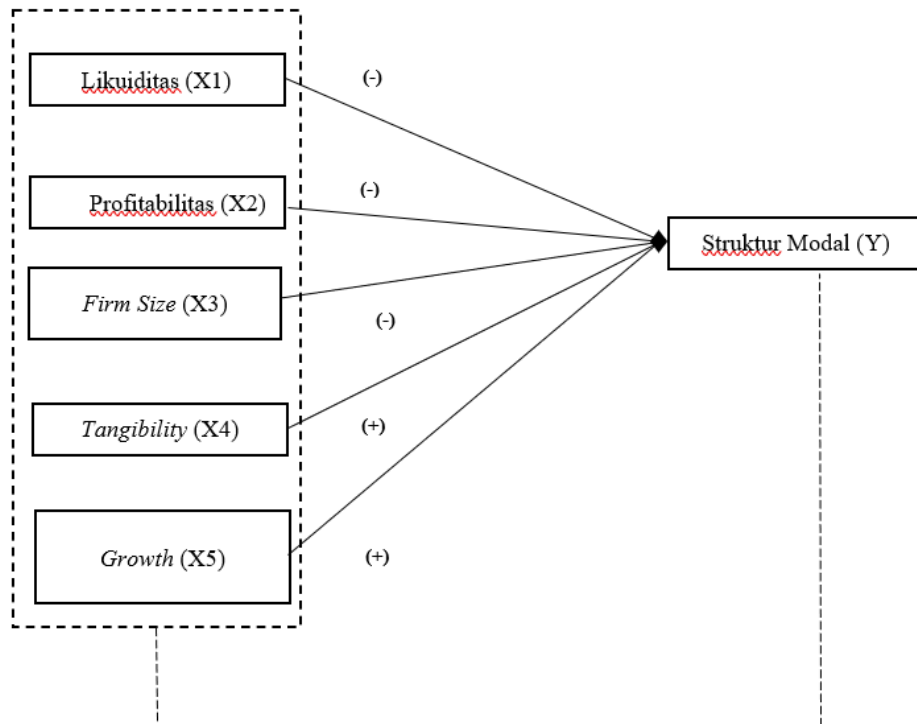 Likuiditas (X1)
(-)
Profitabilitas (X2)
(-)
Struktur Modal (Y)
Firm Size (X3)
(-)
Tangibility (X4)
(+)
Growth (X5)
(+)